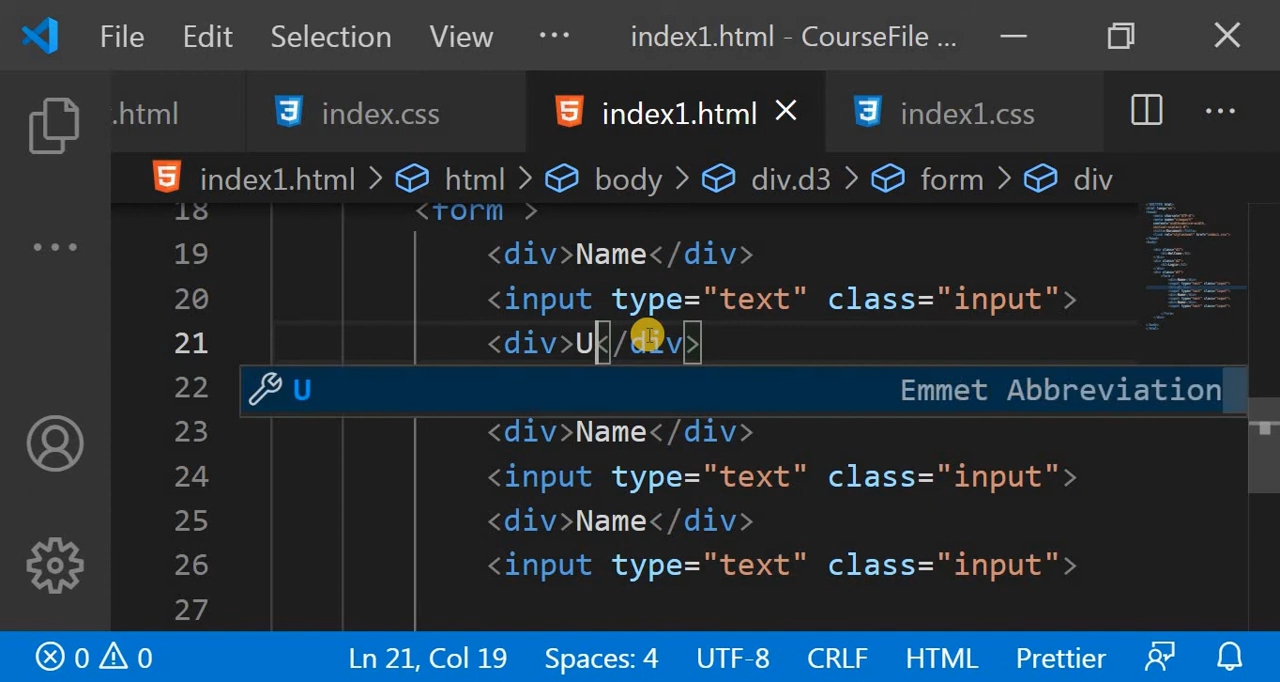 File Edit Selection View ··· index1.html - CourseFile ...
.html index.css index1.html index1.css ···
index1.html > html > body > div.d3 > form > div
18 <form >
19 <div>Name</div>
20 <input type="text" class="input">
21 <div>U</div>
22 U Emmet Abbreviation
23 <div>Name</div>
24 <input type="text" class="input">
25 <div>Name</div>
26 <input type="text" class="input">
27
0 0 Ln 21, Col 19 Spaces: 4 UTF-8 CRLF HTML Prettier